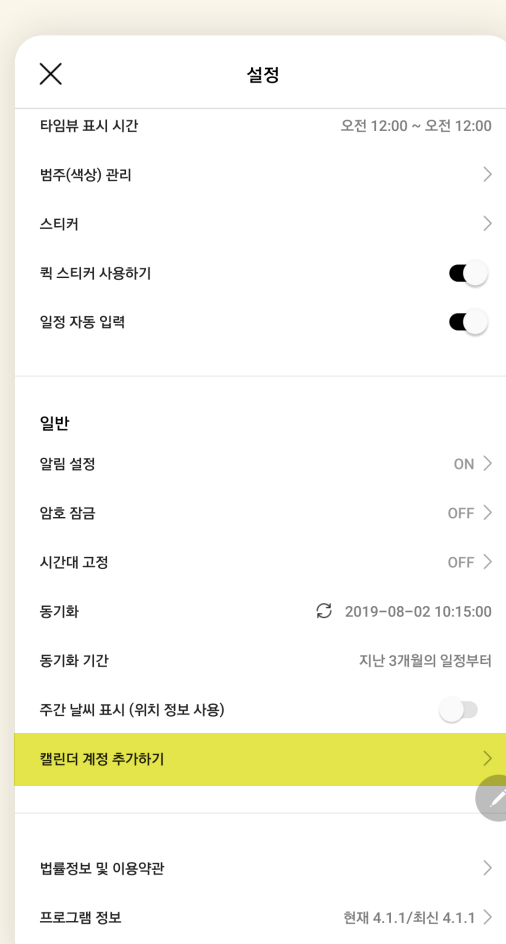 설정
타임뷰 표시 시간 오전 12:00 ~ 오전 12:00
범주(색상) 관리
스티커
퀵 스티커 사용하기
일정 자동 입력
일반
알림 설정 ON
암호 잠금 OFF
시간대 고정 OFF
동기화 2019-08-02 10:15:00
동기화 기간 지난 3개월의 일정부터
주간 날씨 표시 (위치 정보 사용)
캘린더 계정 추가하기
법률정보 및 이용약관
프로그램 정보 현재 4.1.1/최신 4.1.1